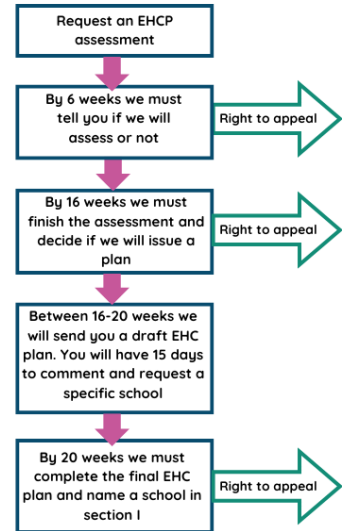 Request an EHCP
assessment
By 6 weeks we must
tell you if we will
assess or not
Right to appeal
By 16 weeks we must
finish the assessment and
decide if we will issue a
plan
Right to appeal
Between 16-20 weeks we
will send you a draft EHC
plan. You will have 15 days
to comment and request a
specific school
By 20 weeks we must
complete the final EHC
plan and name a school in
section I
Right to appeal